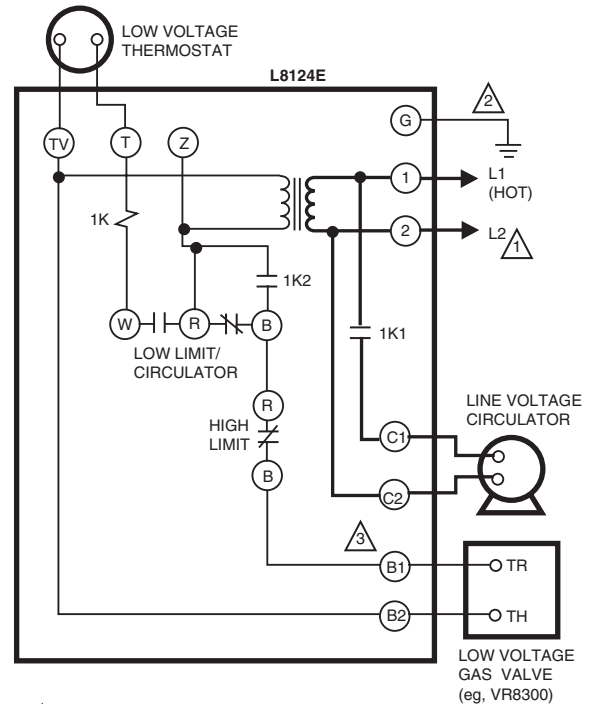 LOW VOLTAGE
THERMOSTAT
L8124E
2
TV
T
Z
G
1
L1
(HOT)
1K
2
L2
1
1K2
W
R
B
1K1
LOW LIMIT/
CIRCULATOR
LINE VOLTAGE
CIRCULATOR
R
HIGH
LIMIT
C1
B
C2
3
B1
TR
B2
TH
LOW VOLTAGE
GAS VALVE
(eg, VR8300)